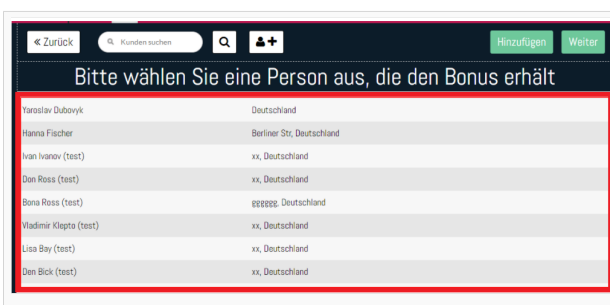 « Zurück Kunden suchen Hinzufügen Weiter
Bitte wählen Sie eine Person aus, die den Bonus erhält
Yaroslav Dubovyk Deutschland
Hanna Fischer Berliner Str, Deutschland
Ivan Ivanov (test) xx, Deutschland
Don Ross (test) xx, Deutschland
Bona Ross (test) gggggg, Deutschland
Vladimir Klepto (test) xx, Deutschland
Lisa Bay (test) xx, Deutschland
Den Bick (test) xx, Deutschland